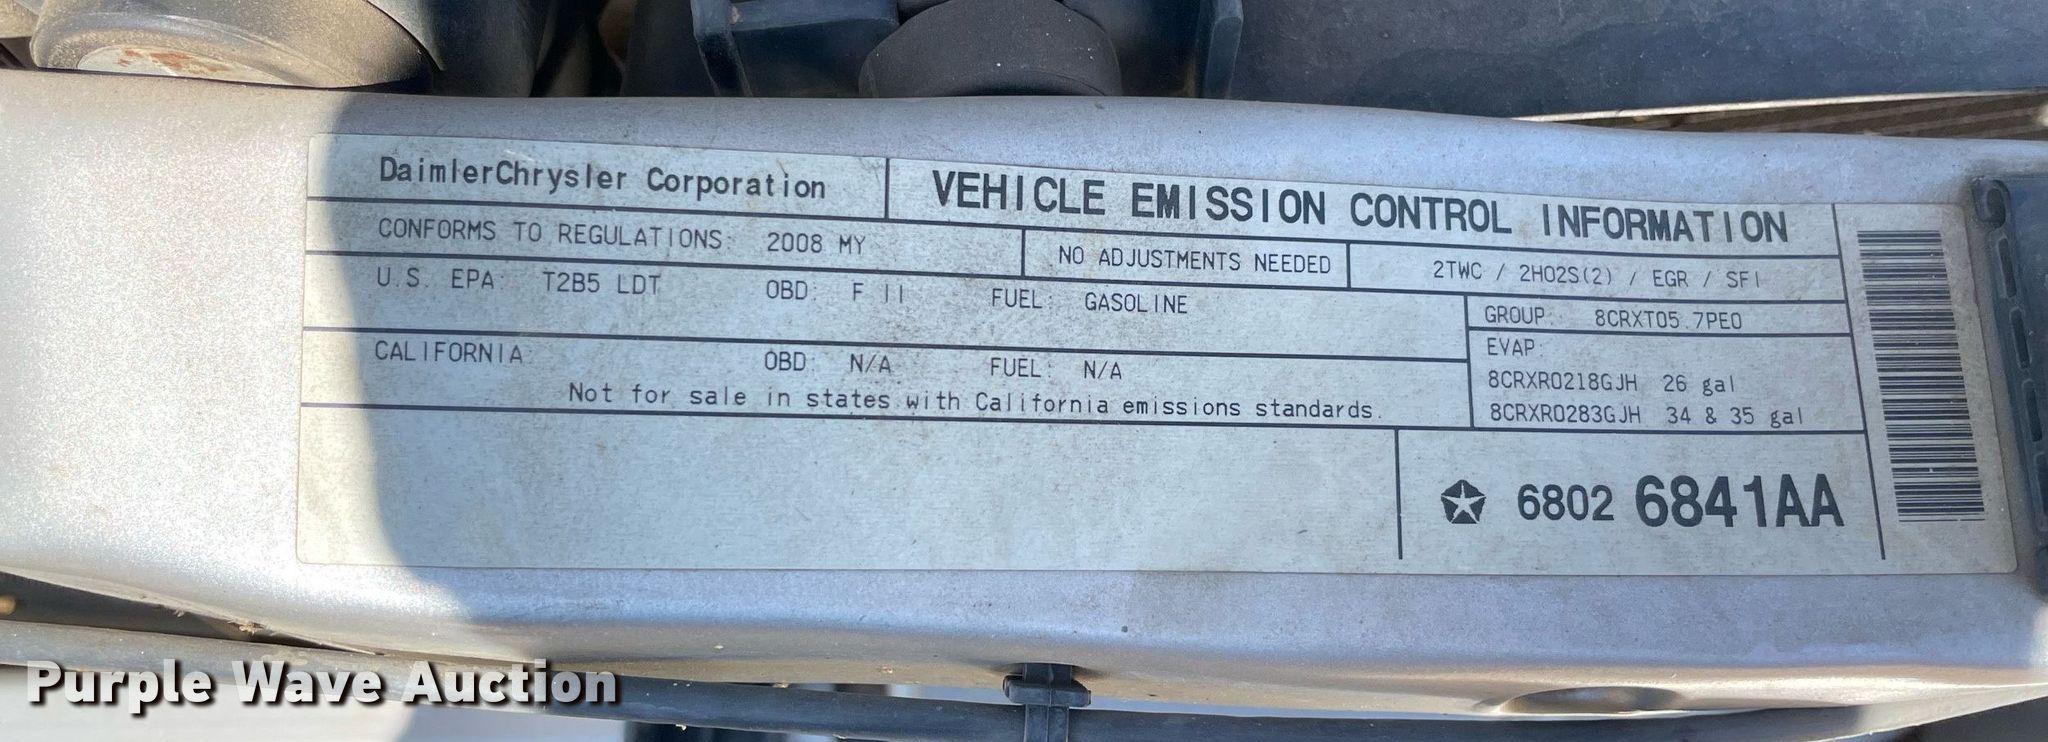 DaimlerChrysler Corporation
VEHICLE EMISSION CONTROL INFORMATION
CONFORMS TO REGULATIONS: 2008 MY
NO ADJUSTMENTS NEEDED
2TWC / 2HO2S(2) / EGR / SFI
U.S. EPA: T2B5 LDT OBD: F II FUEL: GASOLINE
GROUP: 8CRXT05.7PE0
CALIFORNIA: OBD: N/A FUEL: N/A
Not for sale in states with California emissions standards.
EVAP:
8CRXR0218GJH 26 gal
8CRXR0283GJH 34 & 35 gal
6802 6841AA
Purple Wave Auction